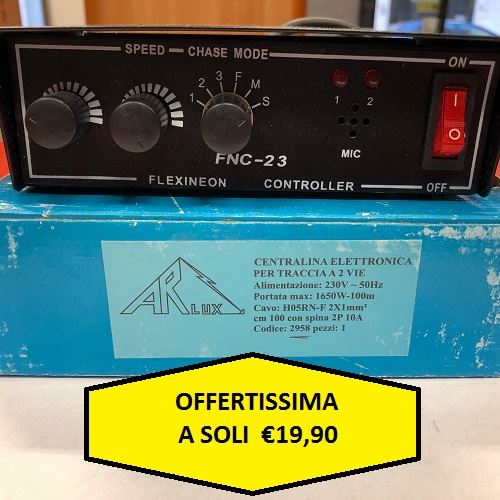 SPEED CHASE MODE
ON
1 2 3 F M S
1 2
MIC
I
O
FNC-23
FLEXINEON CONTROLLER OFF
AR LUX
CENTRALINA ELETTRONICA
PER TRACCIA A 2 VIE
Alimentazione: 230V ~ 50Hz
Portata max: 1650W-100m
Cavo: H05RN-F 2X1mm²
cm 100 con spina 2P 10A
Codice: 2958 pezzi: 1
OFFERTISSIMA
A SOLI €19,90